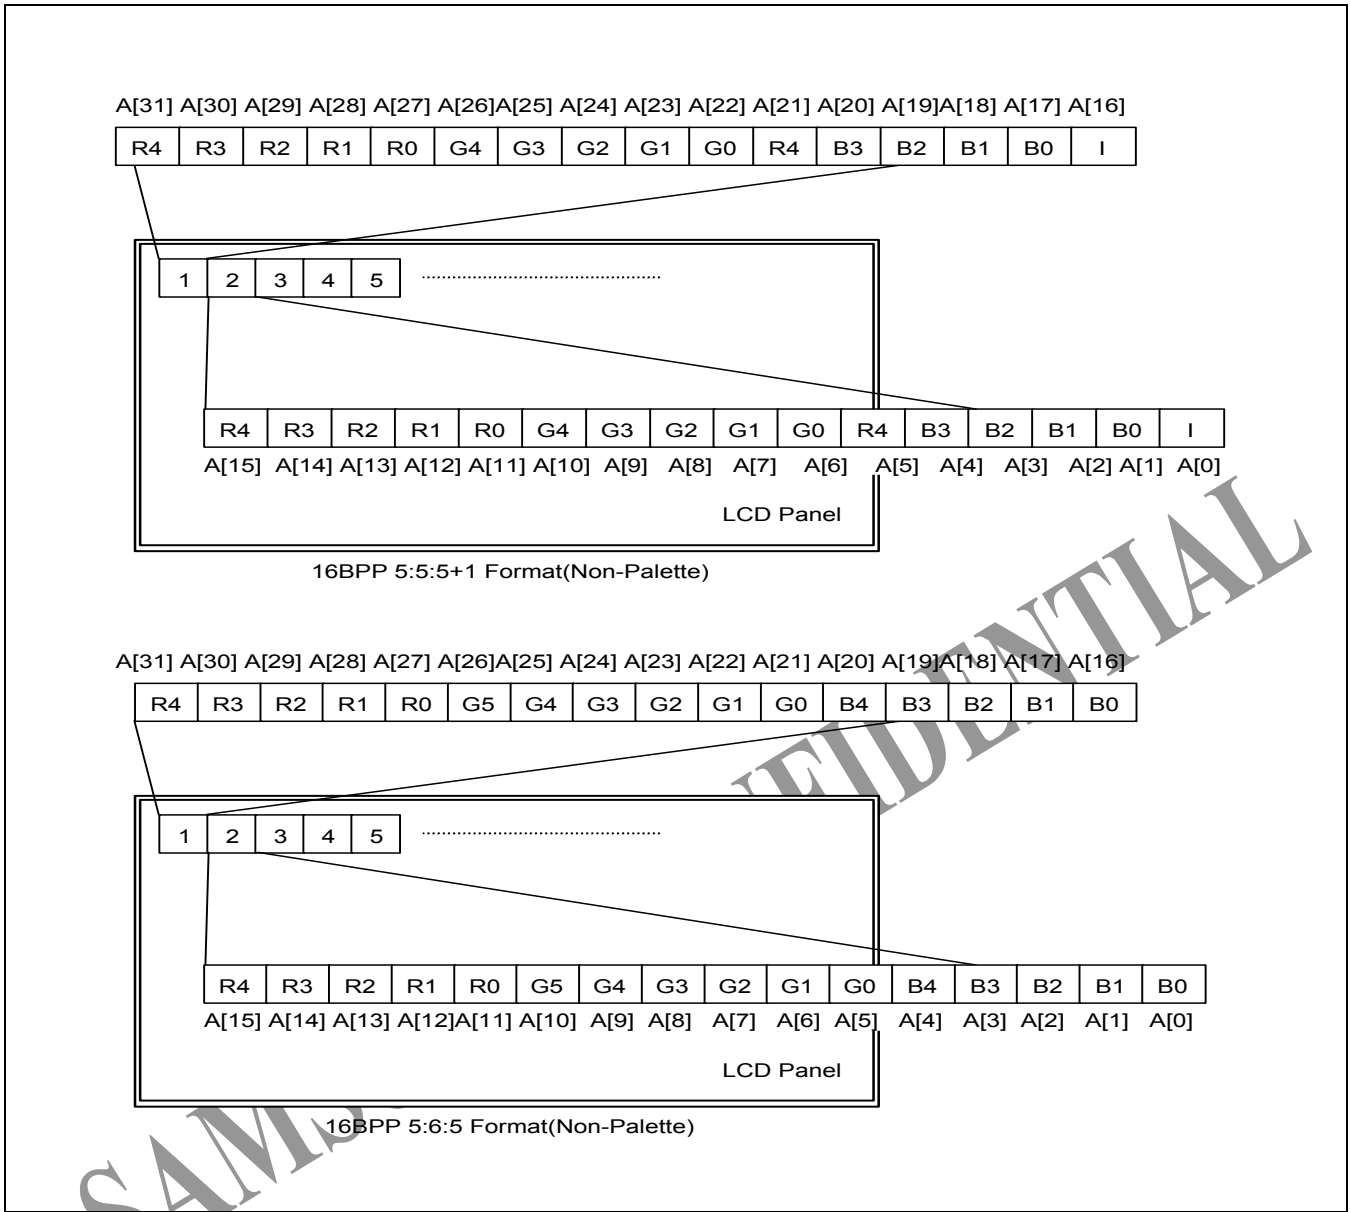 A[31] A[30] A[29] A[28] A[27] A[26]A[25] A[24] A[23] A[22] A[21] A[20] A[19]A[18] A[17] A[16]
R4 R3 R2 R1 R0 G4 G3 G2 G1 G0 R4 B3 B2 B1 B0 I
1 2 3 4 5
R4 R3 R2 R1 R0 G4 G3 G2 G1 G0 R4 B3 B2 B1 B0 I
A[15] A[14] A[13] A[12] A[11] A[10] A[9] A[8] A[7] A[6] A[5] A[4] A[3] A[2] A[1] A[0]
LCD Panel
16BPP 5:5:5+1 Format(Non-Palette)
A[31] A[30] A[29] A[28] A[27] A[26]A[25] A[24] A[23] A[22] A[21] A[20] A[19]A[18] A[17] A[16]
R4 R3 R2 R1 R0 G5 G4 G3 G2 G1 G0 B4 B3 B2 B1 B0
1 2 3 4 5
R4 R3 R2 R1 R0 G5 G4 G3 G2 G1 G0 B4 B3 B2 B1 B0
A[15] A[14] A[13] A[12]A[11] A[10] A[9] A[8] A[7] A[6] A[5] A[4] A[3] A[2] A[1] A[0]
LCD Panel
16BPP 5:6:5 Format(Non-Palette)